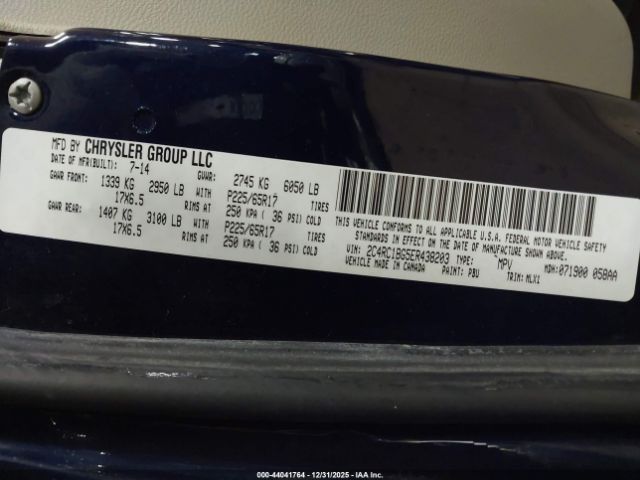 MFD BY CHRYSLER GROUP LLC
DATE OF MFR(BUILT): 7-14 GVWR: 2745 KG 6050 LB
GAWR FRONT: 1339 KG 2950 LB WITH P225/65R17 TIRES
17X6.5 RIMS AT 250 KPA ( 36 PSI) COLD
GAWR REAR: 1407 KG 3100 LB WITH P225/65R17 TIRES
17X6.5 RIMS AT 250 KPA ( 36 PSI) COLD
THIS VEHICLE CONFORMS TO ALL APPLICABLE U.S.A. FEDERAL MOTOR VEHICLE SAFETY
STANDARDS IN EFFECT ON THE DATE OF MANUFACTURE SHOWN ABOVE.
VIN: 2C4RC1BG5ER438203 TYPE: MPV MDH:071900 058AA
VEHICLE MADE IN CANADA PAINT: PBU TRIM: MLX1
000-44041764 | 12/31/2025 | IAA Inc.